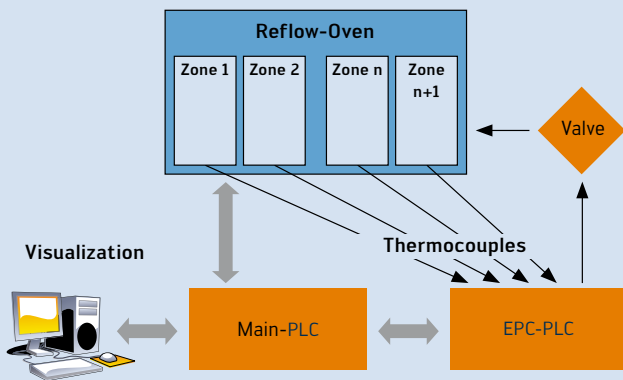 Reflow-Oven
Zone 1
Zone 2
Zone n
Zone
n+1
Valve
Thermocouples
Visualization
Main-PLC
EPC-PLC